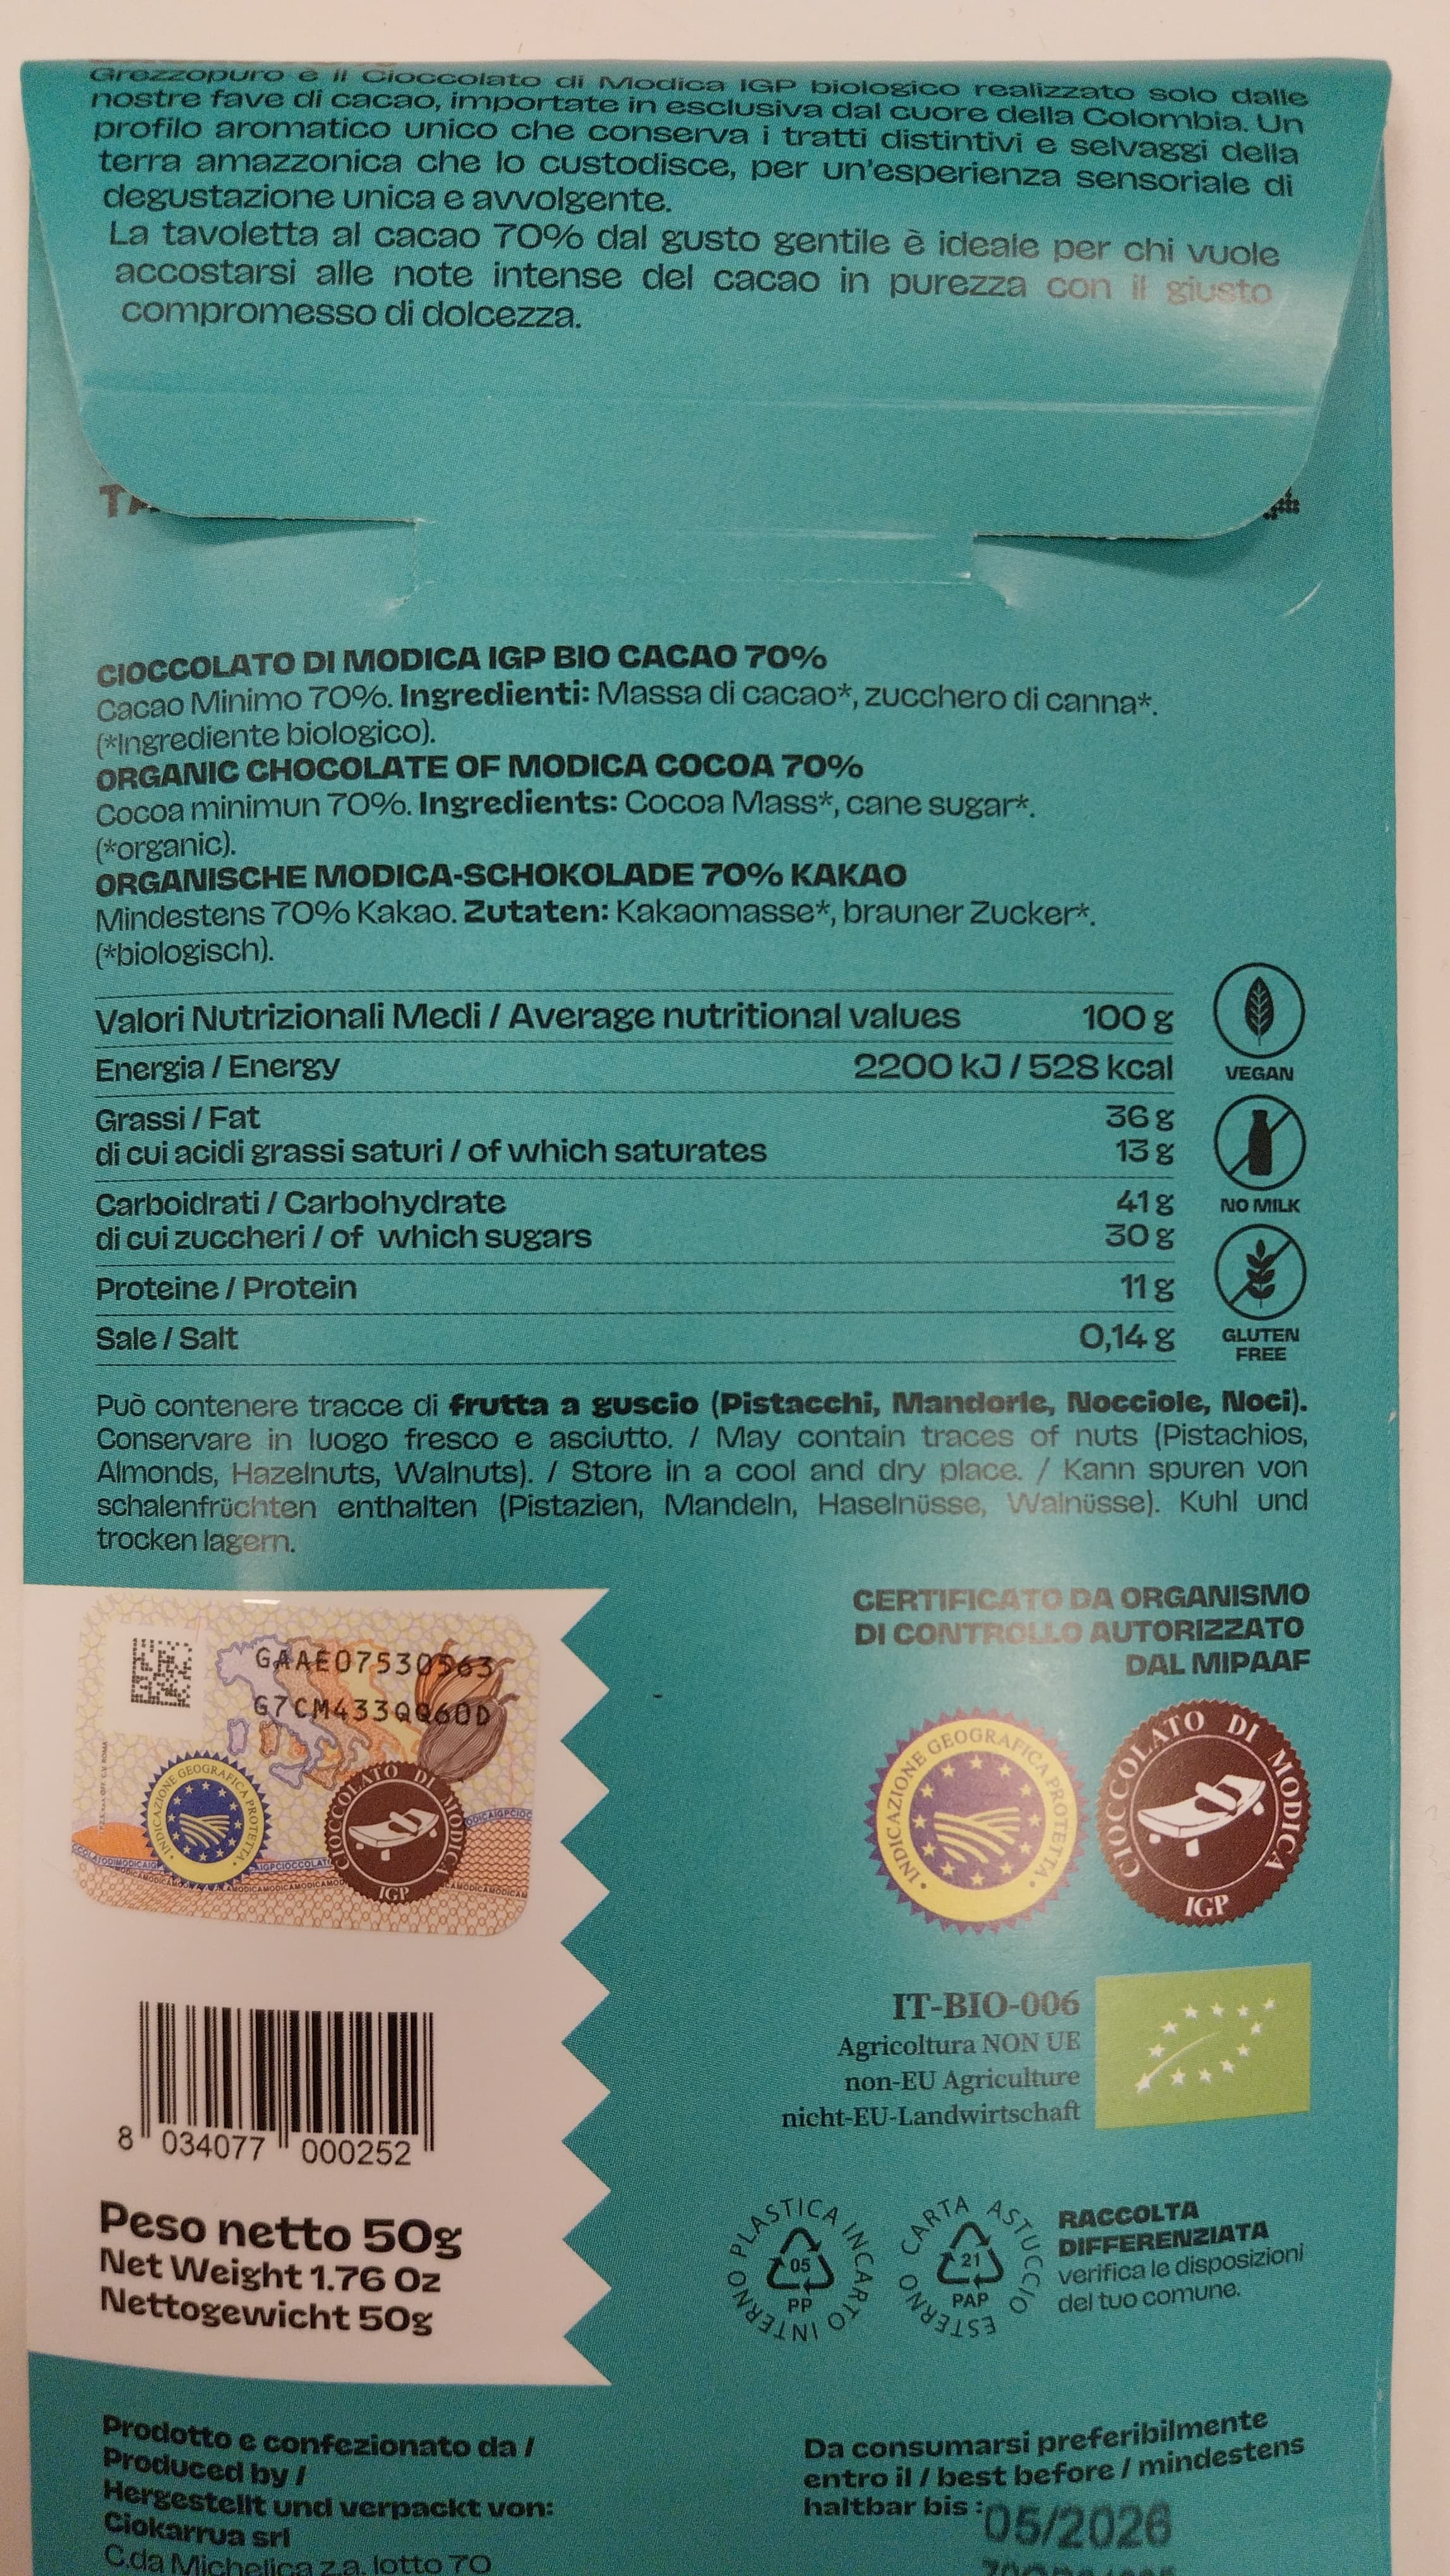 Grezzopuro è il Cioccolato di Modica IGP biologico realizzato solo dalle
nostre fave di cacao, importate in esclusiva dal cuore della Colombia. Un
profilo aromatico unico che conserva i tratti distintivi e selvaggi della
terra amazzonica che lo custodisce, per un'esperienza sensoriale di
degustazione unica e avvolgente.
La tavoletta al cacao 70% dal gusto gentile è ideale per chi vuole
accostarsi alle note intense del cacao in purezza con il giusto
compromesso di dolcezza.
CIOCCOLATO DI MODICA IGP BIO CACAO 70%
Cacao Minimo 70%. Ingredienti: Massa di cacao*, zucchero di canna*.
(*Ingrediente biologico).
ORGANIC CHOCOLATE OF MODICA COCOA 70%
Cocoa minimun 70%. Ingredients: Cocoa Mass*, cane sugar*.
(*organic).
ORGANISCHE MODICA-SCHOKOLADE 70% KAKAO
Mindestens 70% Kakao. Zutaten: Kakaomasse*, brauner Zucker*.
(*biologisch).
Valori Nutrizionali Medi / Average nutritional values 100 g
Energia / Energy 2200 kJ / 528 kcal
Grassi / Fat 36 g
di cui acidi grassi saturi / of which saturates 13 g
Carboidrati / Carbohydrate 41 g
di cui zuccheri / of which sugars 30 g
Proteine / Protein 11 g
Sale / Salt 0,14 g
VEGAN
NO MILK
GLUTEN
FREE
Può contenere tracce di frutta a guscio (Pistacchi, Mandorle, Nocciole, Noci).
Conservare in luogo fresco e asciutto. / May contain traces of nuts (Pistachios,
Almonds, Hazelnuts, Walnuts). / Store in a cool and dry place. / Kann spuren von
schalenfrüchten enthalten (Pistazien, Mandeln, Haselnüsse, Walnüsse). Kuhl und
trocken lagern.
CERTIFICATO DA ORGANISMO
DI CONTROLLO AUTORIZZATO
DAL MIPAAF
GAAE07530563
G7CM433QQ60D
INDICAZIONE GEOGRAFICA PROTETTA
CIOCCOLATO DI MODICA
IGP
INDICAZIONE GEOGRAFICA PROTETTA
CIOCCOLATO DI MODICA
IGP
IT-BIO-006
Agricoltura NON UE
non-EU Agriculture
nicht-EU-Landwirtschaft
8 034077 000252
Peso netto 50g
Net Weight 1.76 Oz
Nettogewicht 50g
PLASTICA INCARTO INTERNO
05
PP
CARTA ASTUCCIO ESTERNO
21
PAP
RACCOLTA
DIFFERENZIATA
verifica le disposizioni
del tuo comune.
Prodotto e confezionato da /
Produced by /
Hergestellt und verpackt von:
Ciokarrua srl
C.da Michelica z.a. lotto 70
Da consumarsi preferibilmente
entro il / best before / mindestens
haltbar bis : 05/2026